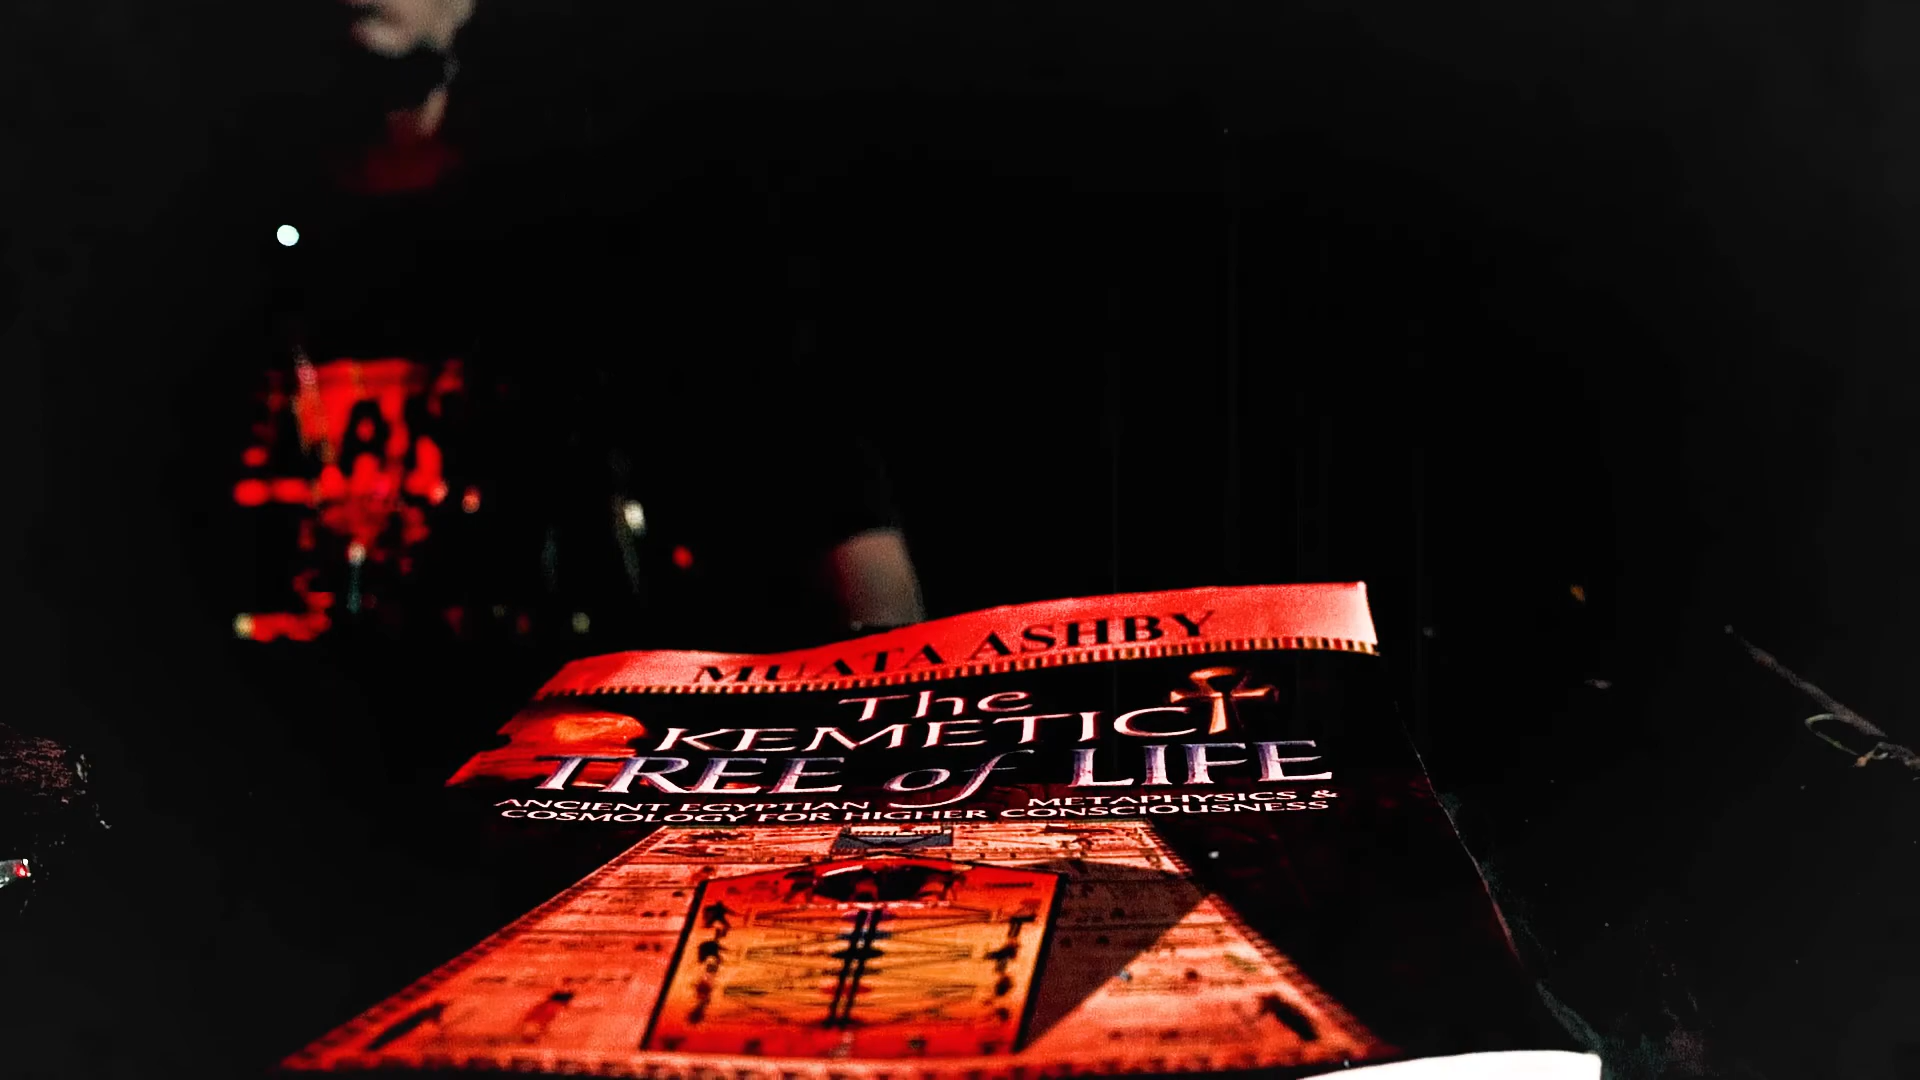 MUATA ASHBY
The
KEMETIC
TREE of LIFE
ANCIENT EGYPTIAN METAPHYSICS &
COSMOLOGY FOR HIGHER CONSCIOUSNESS